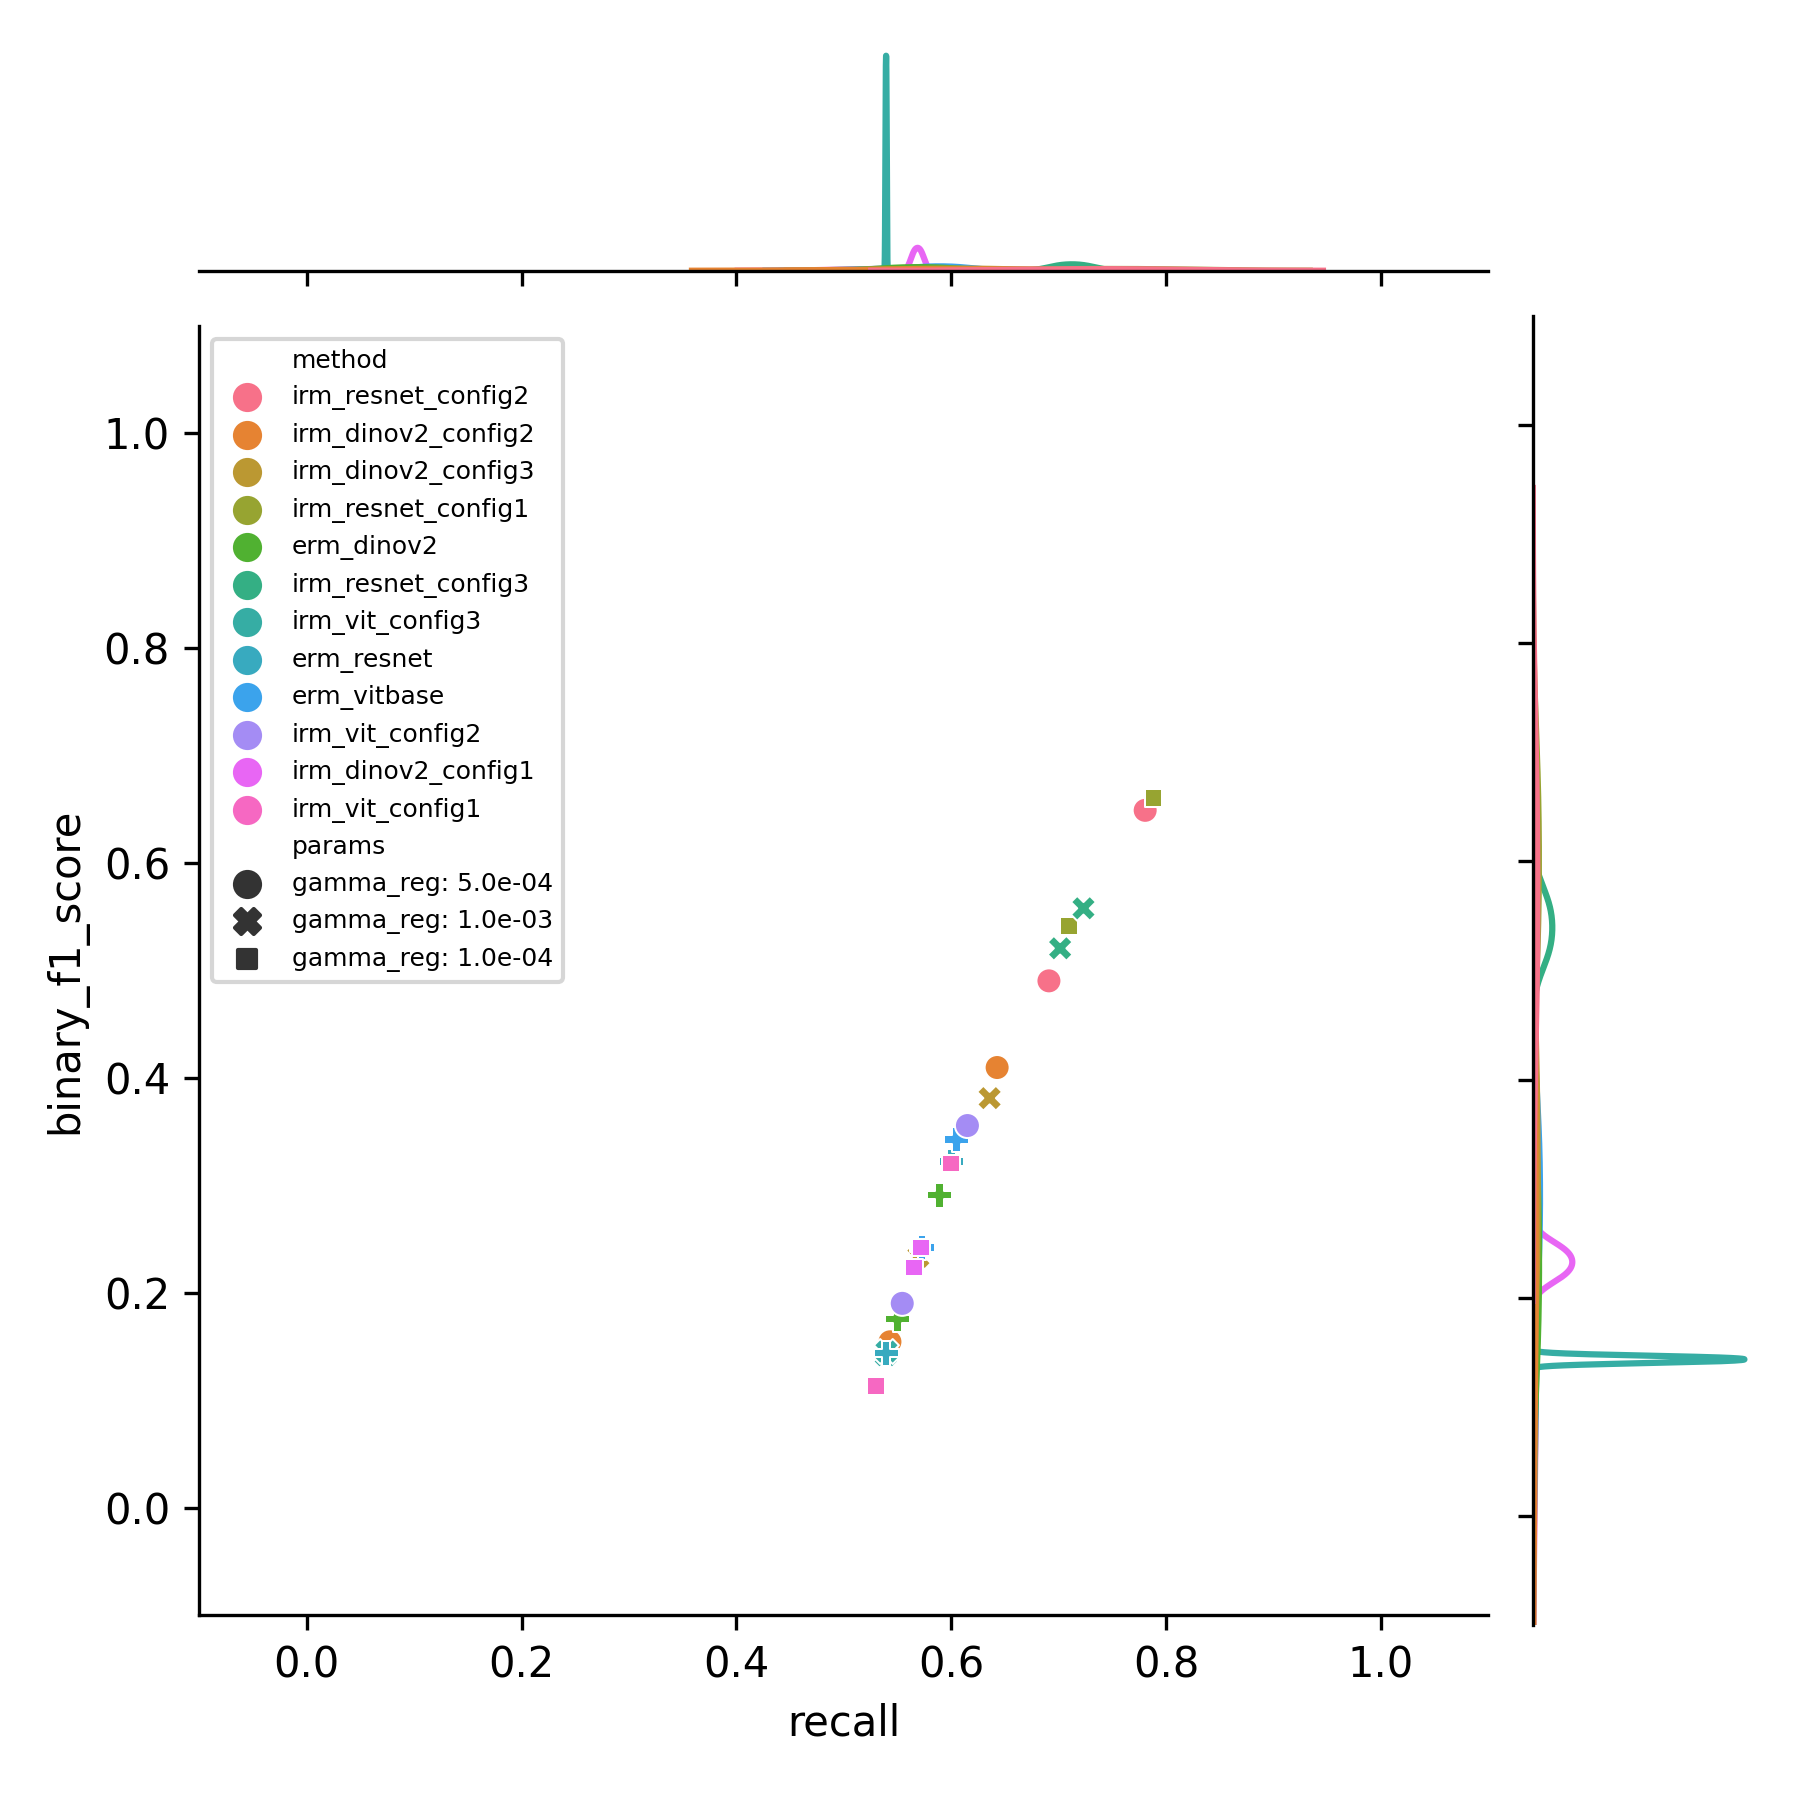 method
irm_resnet_config2
irm_dinov2_config2
irm_dinov2_config3
irm_resnet_config1
erm_dinov2
irm_resnet_config3
irm_vit_config3
erm_resnet
erm_vitbase
irm_vit_config2
irm_dinov2_config1
irm_vit_config1
params
gamma_reg: 5.0e-04
gamma_reg: 1.0e-03
gamma_reg: 1.0e-04
binary_f1_score
1.0
0.8
0.6
0.4
0.2
0.0
0.0 0.2 0.4 0.6 0.8 1.0
recall